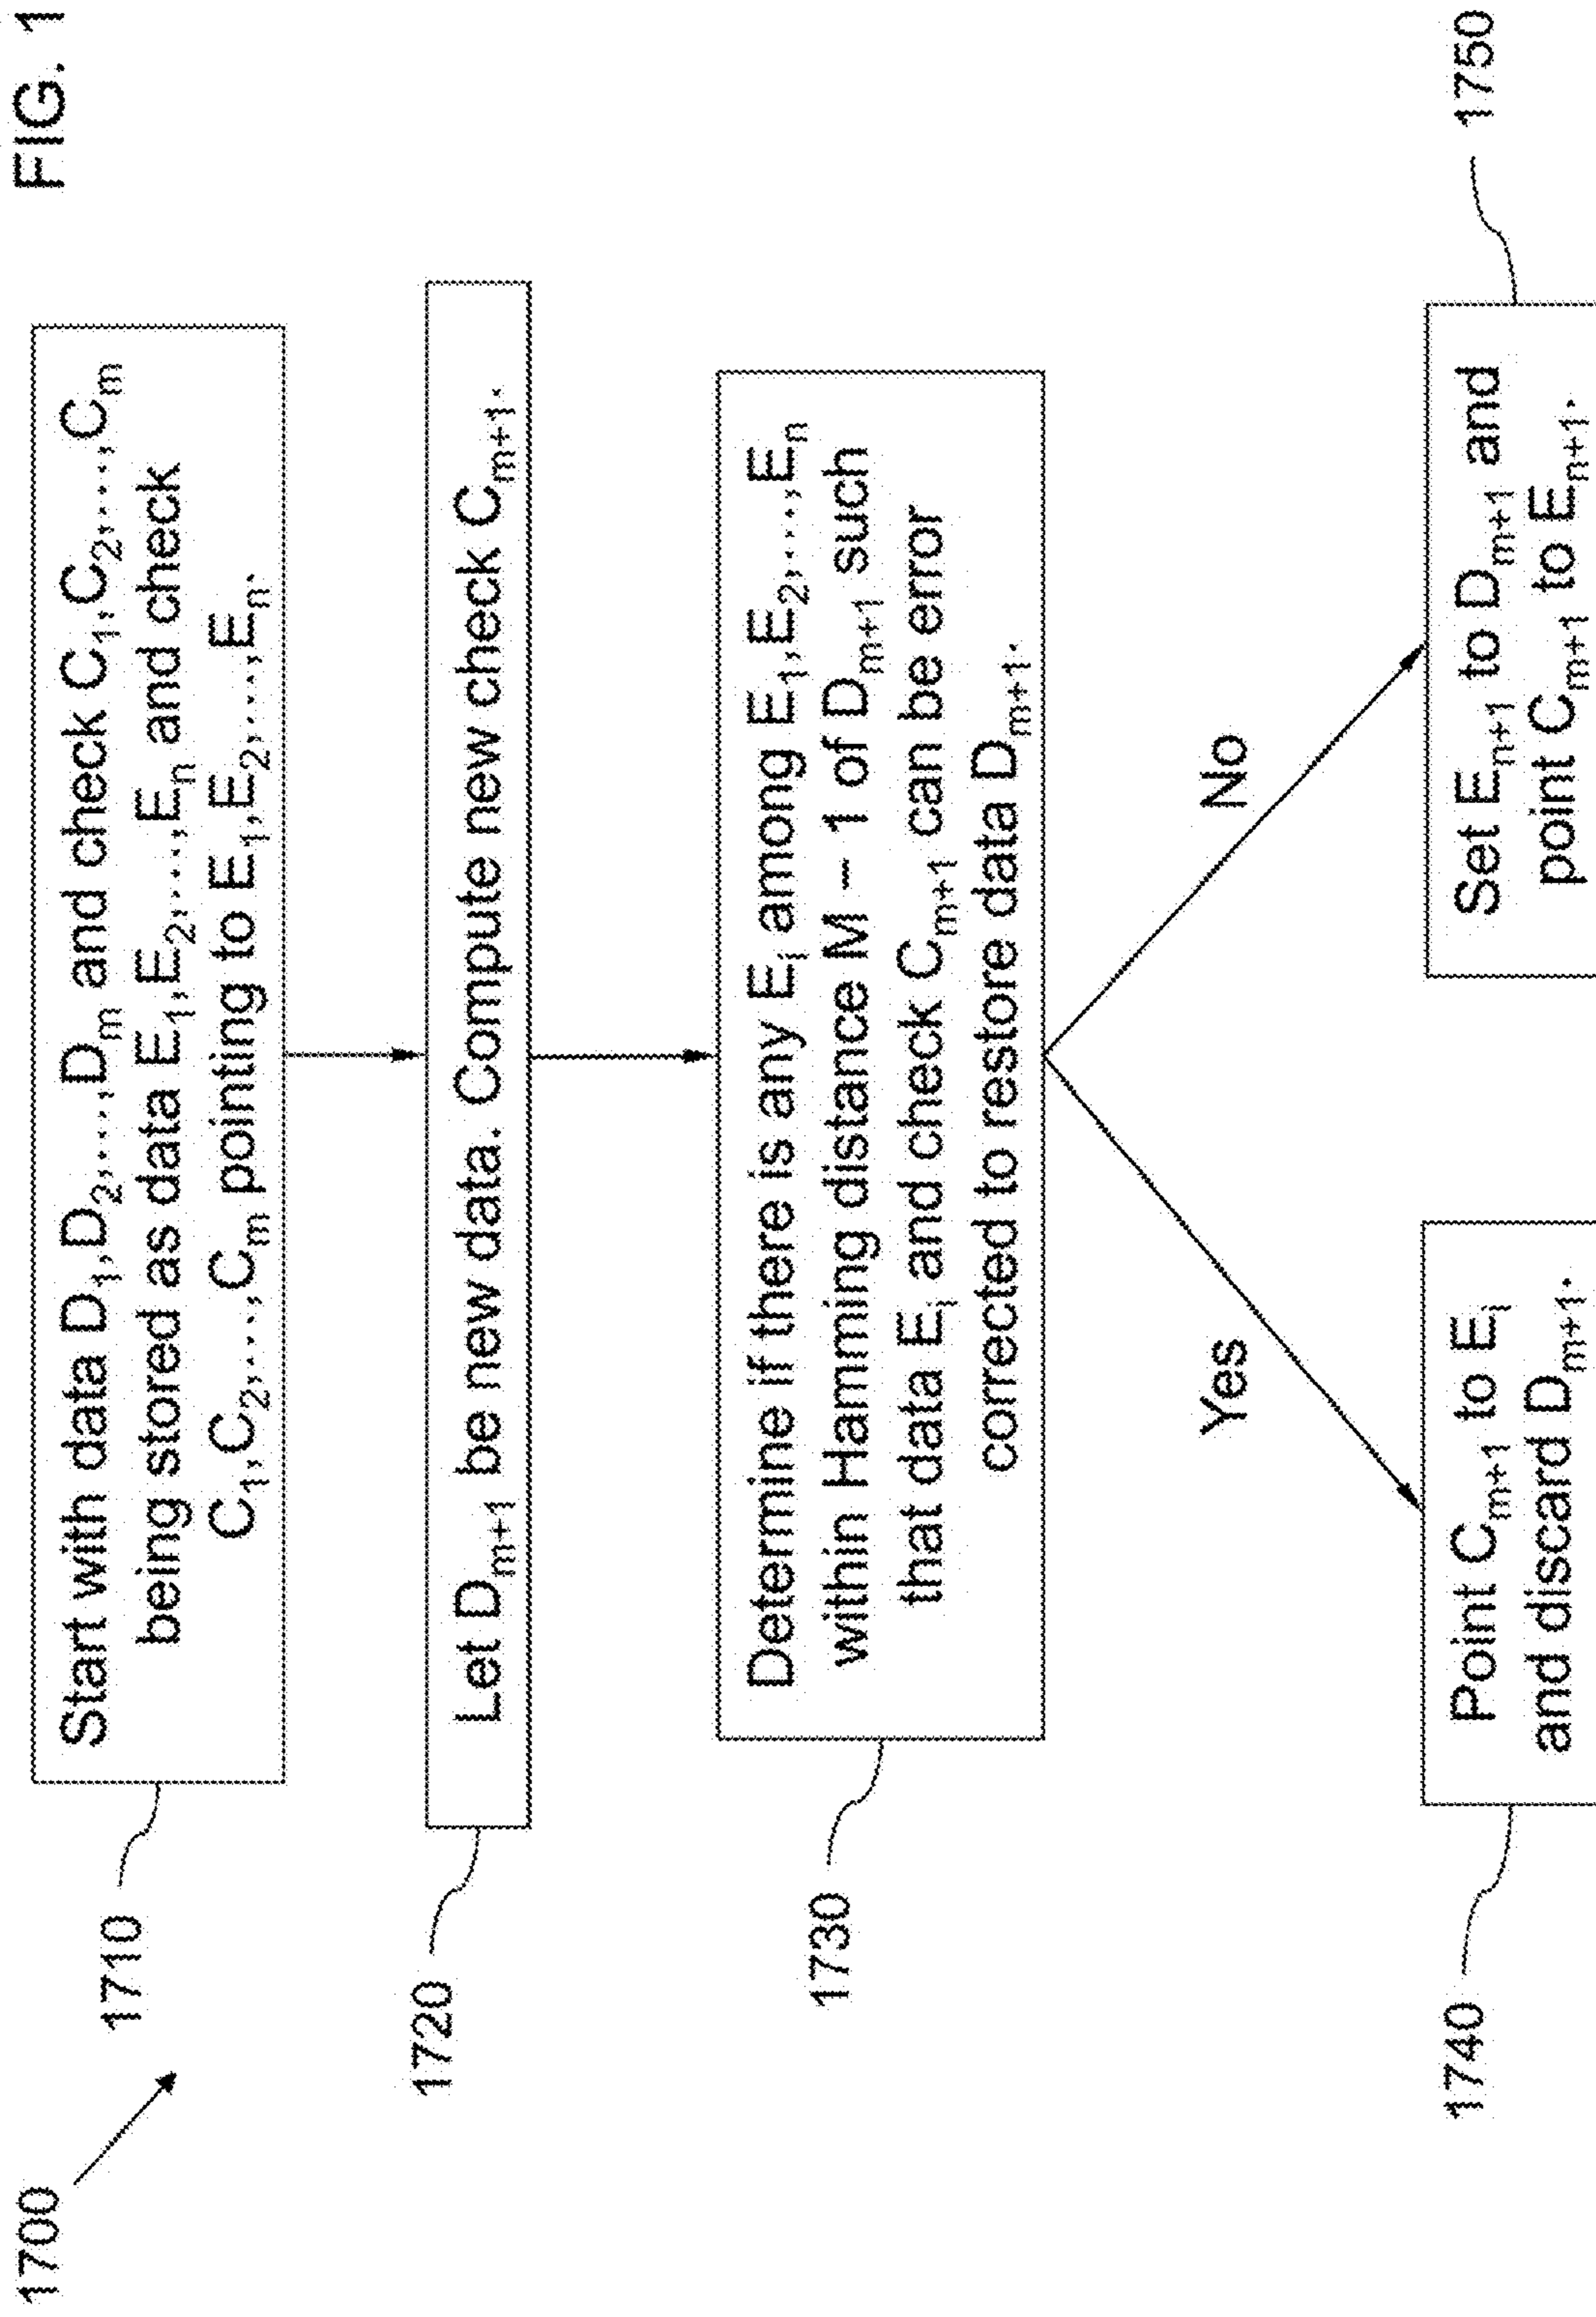 FIG. 1
1700
1710
Start with data D₁,D₂,...,Dₘ and check C₁,C₂,...,Cₘ
being stored as data E₁,E₂,...,Eₙ and check
C₁,C₂,...,Cₘ pointing to E₁,E₂,...,Eₙ.
1720
Let Dₘ₊₁ be new data. Compute new check Cₘ₊₁.
1730
Determine if there is any Eᵢ among E₁,E₂,...,Eₙ
within Hamming distance M – 1 of Dₘ₊₁ such
that data Eᵢ and check Cₘ₊₁ can be error
corrected to restore data Dₘ₊₁.
Yes
No
1740
Point Cₘ₊₁ to Eᵢ
and discard Dₘ₊₁.
Set Eₙ₊₁ to Dₘ₊₁ and
point Cₘ₊₁ to Eₙ₊₁.
1750